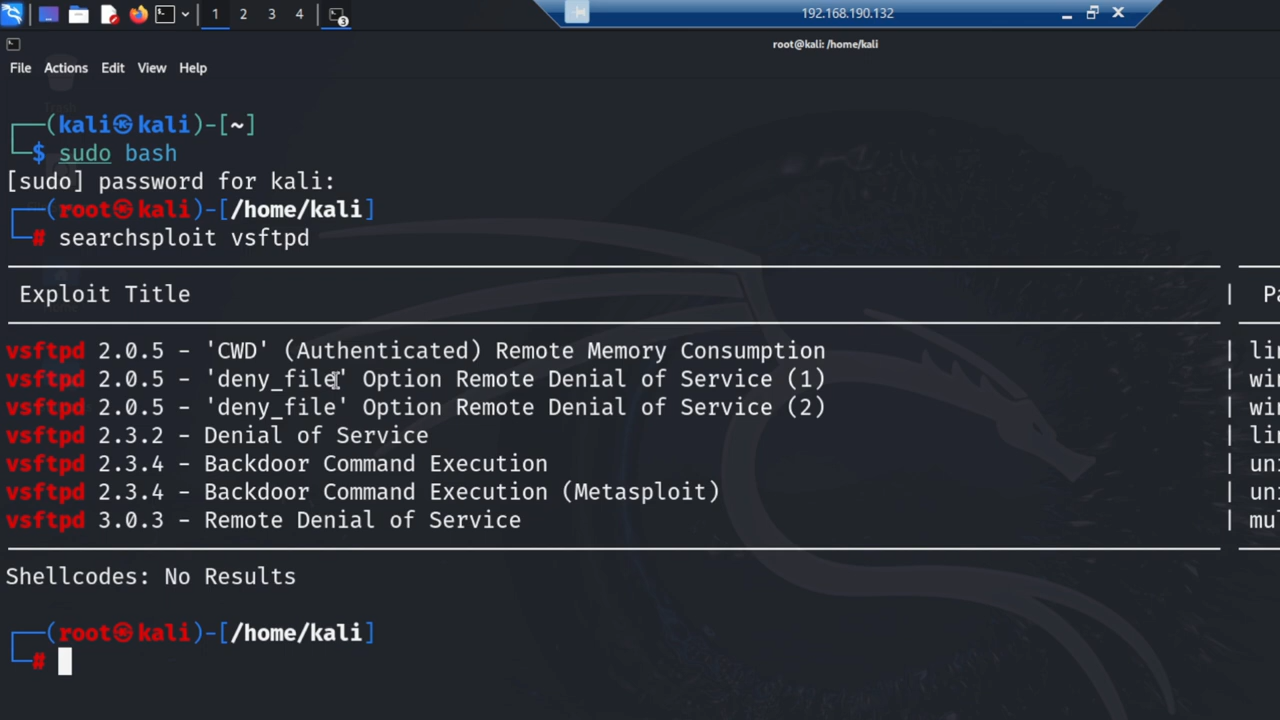 1 2 3 4 3
192.168.190.132
root@kali: /home/kali
File Actions Edit View Help
(kali㉿kali)-[~]
$ sudo bash
[sudo] password for kali:
(root㉿kali)-[/home/kali]
# searchsploit vsftpd
Exploit Title |
vsftpd 2.0.5 - 'CWD' (Authenticated) Remote Memory Consumption |
vsftpd 2.0.5 - 'deny_file' Option Remote Denial of Service (1) |
vsftpd 2.0.5 - 'deny_file' Option Remote Denial of Service (2) |
vsftpd 2.3.2 - Denial of Service |
vsftpd 2.3.4 - Backdoor Command Execution |
vsftpd 2.3.4 - Backdoor Command Execution (Metasploit) |
vsftpd 3.0.3 - Remote Denial of Service |
Shellcodes: No Results
(root㉿kali)-[/home/kali]
#